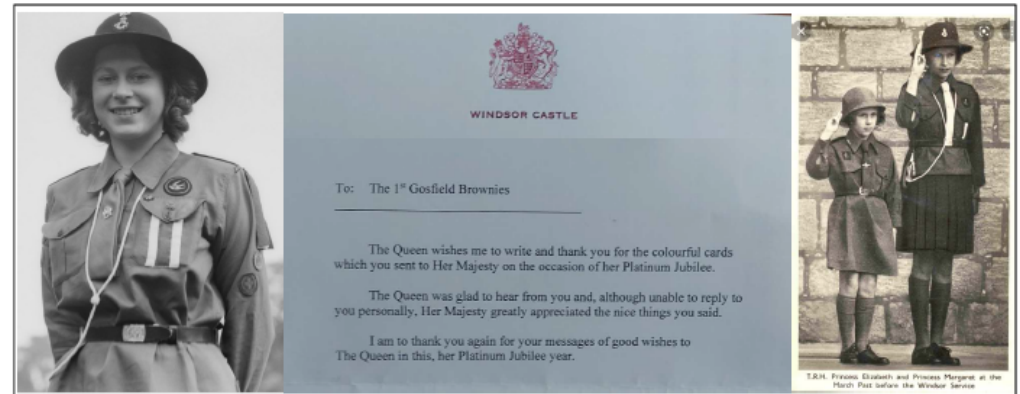 WINDSOR CASTLE
To: The 1st Gosfield Brownies
The Queen wishes me to write and thank you for the colourful cards
which you sent to Her Majesty on the occasion of her Platinum Jubilee.
The Queen was glad to hear from you and, although unable to reply to
you personally, Her Majesty greatly appreciated the nice things you said.
I am to thank you again for your messages of good wishes to
The Queen in this, her Platinum Jubilee year.
T.R.H. Princess Elizabeth and Princess Margaret at the
March Past before the Windsor Service